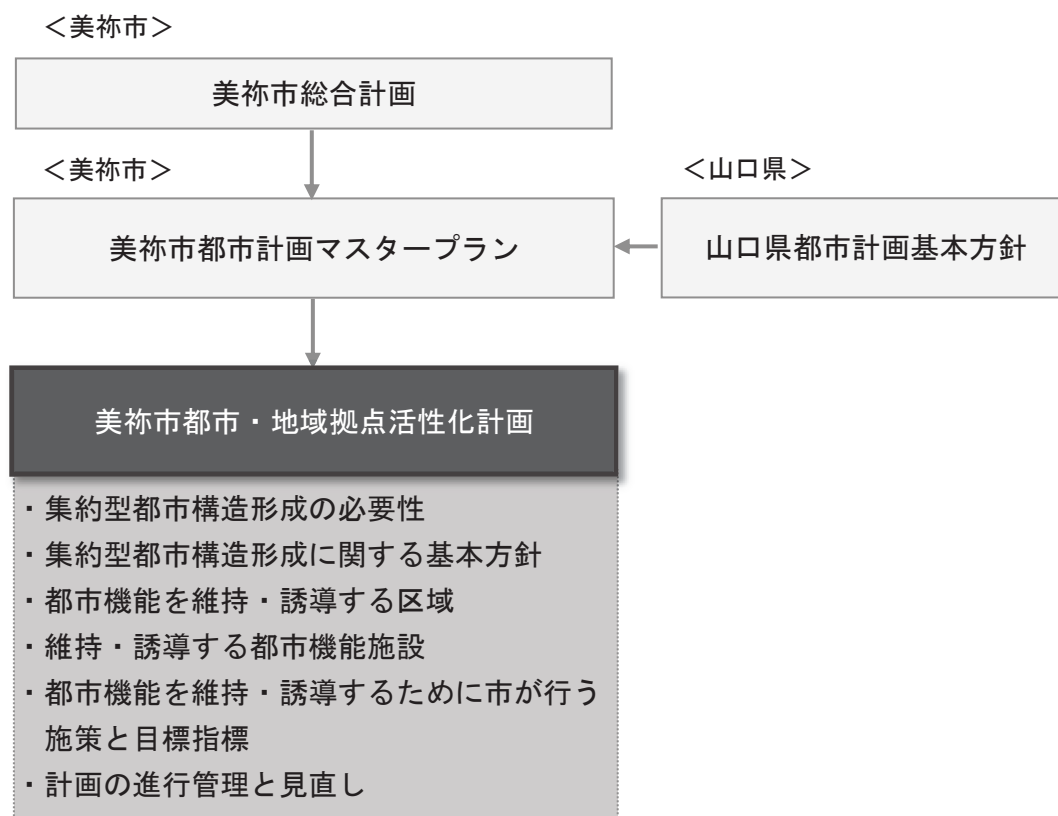 ＜美祢市＞
美祢市総合計画
＜美祢市＞
＜山口県＞
美祢市都市計画マスタープラン
山口県都市計画基本方針
美祢市都市・地域拠点活性化計画
・集約型都市構造形成の必要性
・集約型都市構造形成に関する基本方針
・都市機能を維持・誘導する区域
・維持・誘導する都市機能施設
・都市機能を維持・誘導するために市が行う
施策と目標指標
・計画の進行管理と見直し